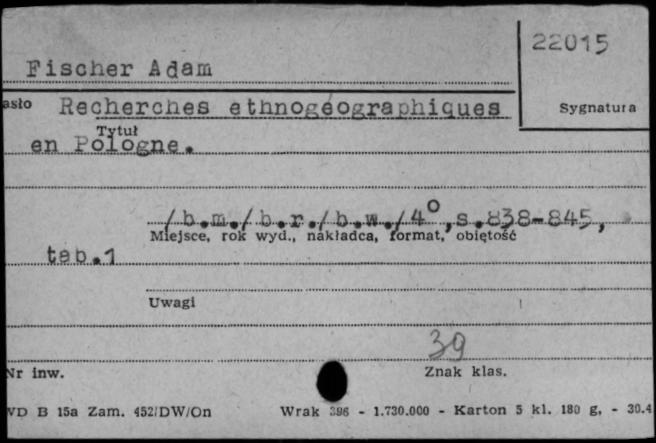 22015
Fischer Adam
asło Recherches ethnogéographiques
Sygnatura
Tytuł
en Pologne.
/b.m./b.r./b.w./4°, s.838-845,
Miejsce, rok wyd., nakładca, format, objętość
tab.1
Uwagi
39
Nr inw.
Znak klas.
WD B 15a Zam. 452/DW/On Wrak 396 - 1.730.000 - Karton 5 kl. 180 g, - 30.4